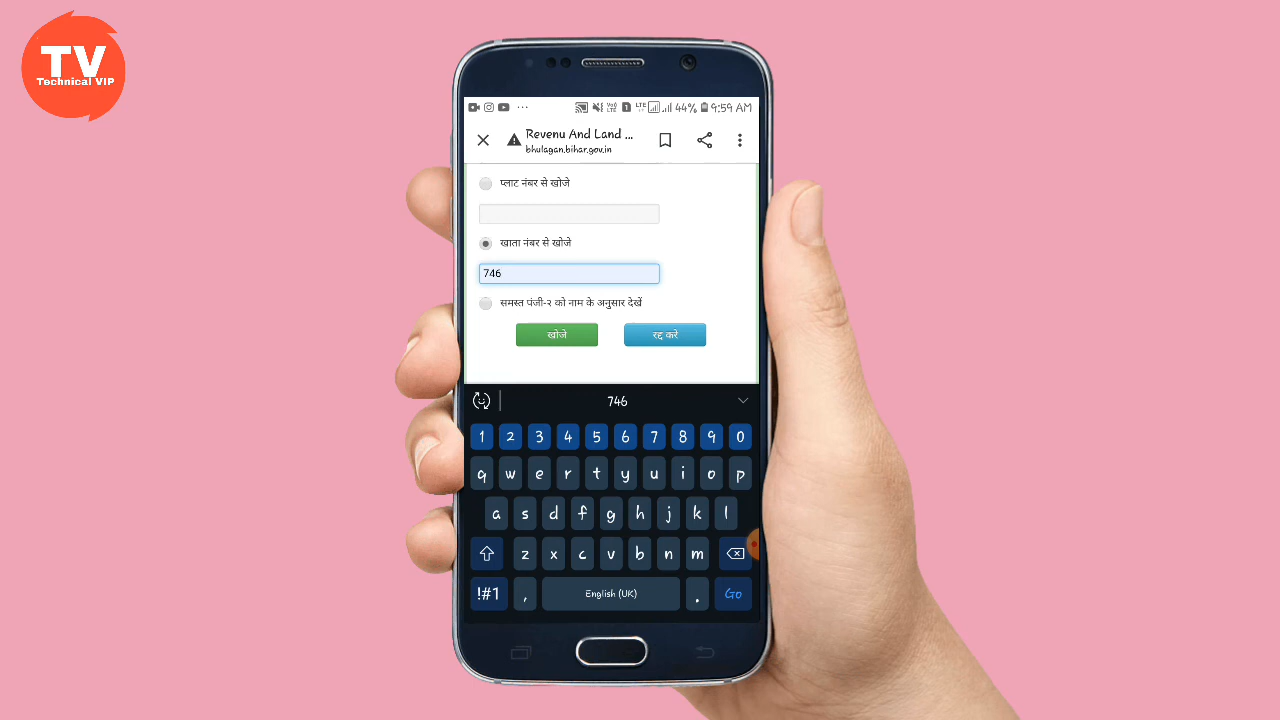 TV
Technical VIP
44% 9:59 AM
Revenu And Land ...
bhulagan.bihar.gov.in
प्लाट नंबर से खोजे
खाता नंबर से खोजे
746
समस्त पंजी-२ को नाम के अनुसार देखें
खोजे रद्द करे
746
1 2 3 4 5 6 7 8 9 0
q w e r t y u i o p
a s d f g h j k l
z x c v b n m
!#1 , English (UK) . Go